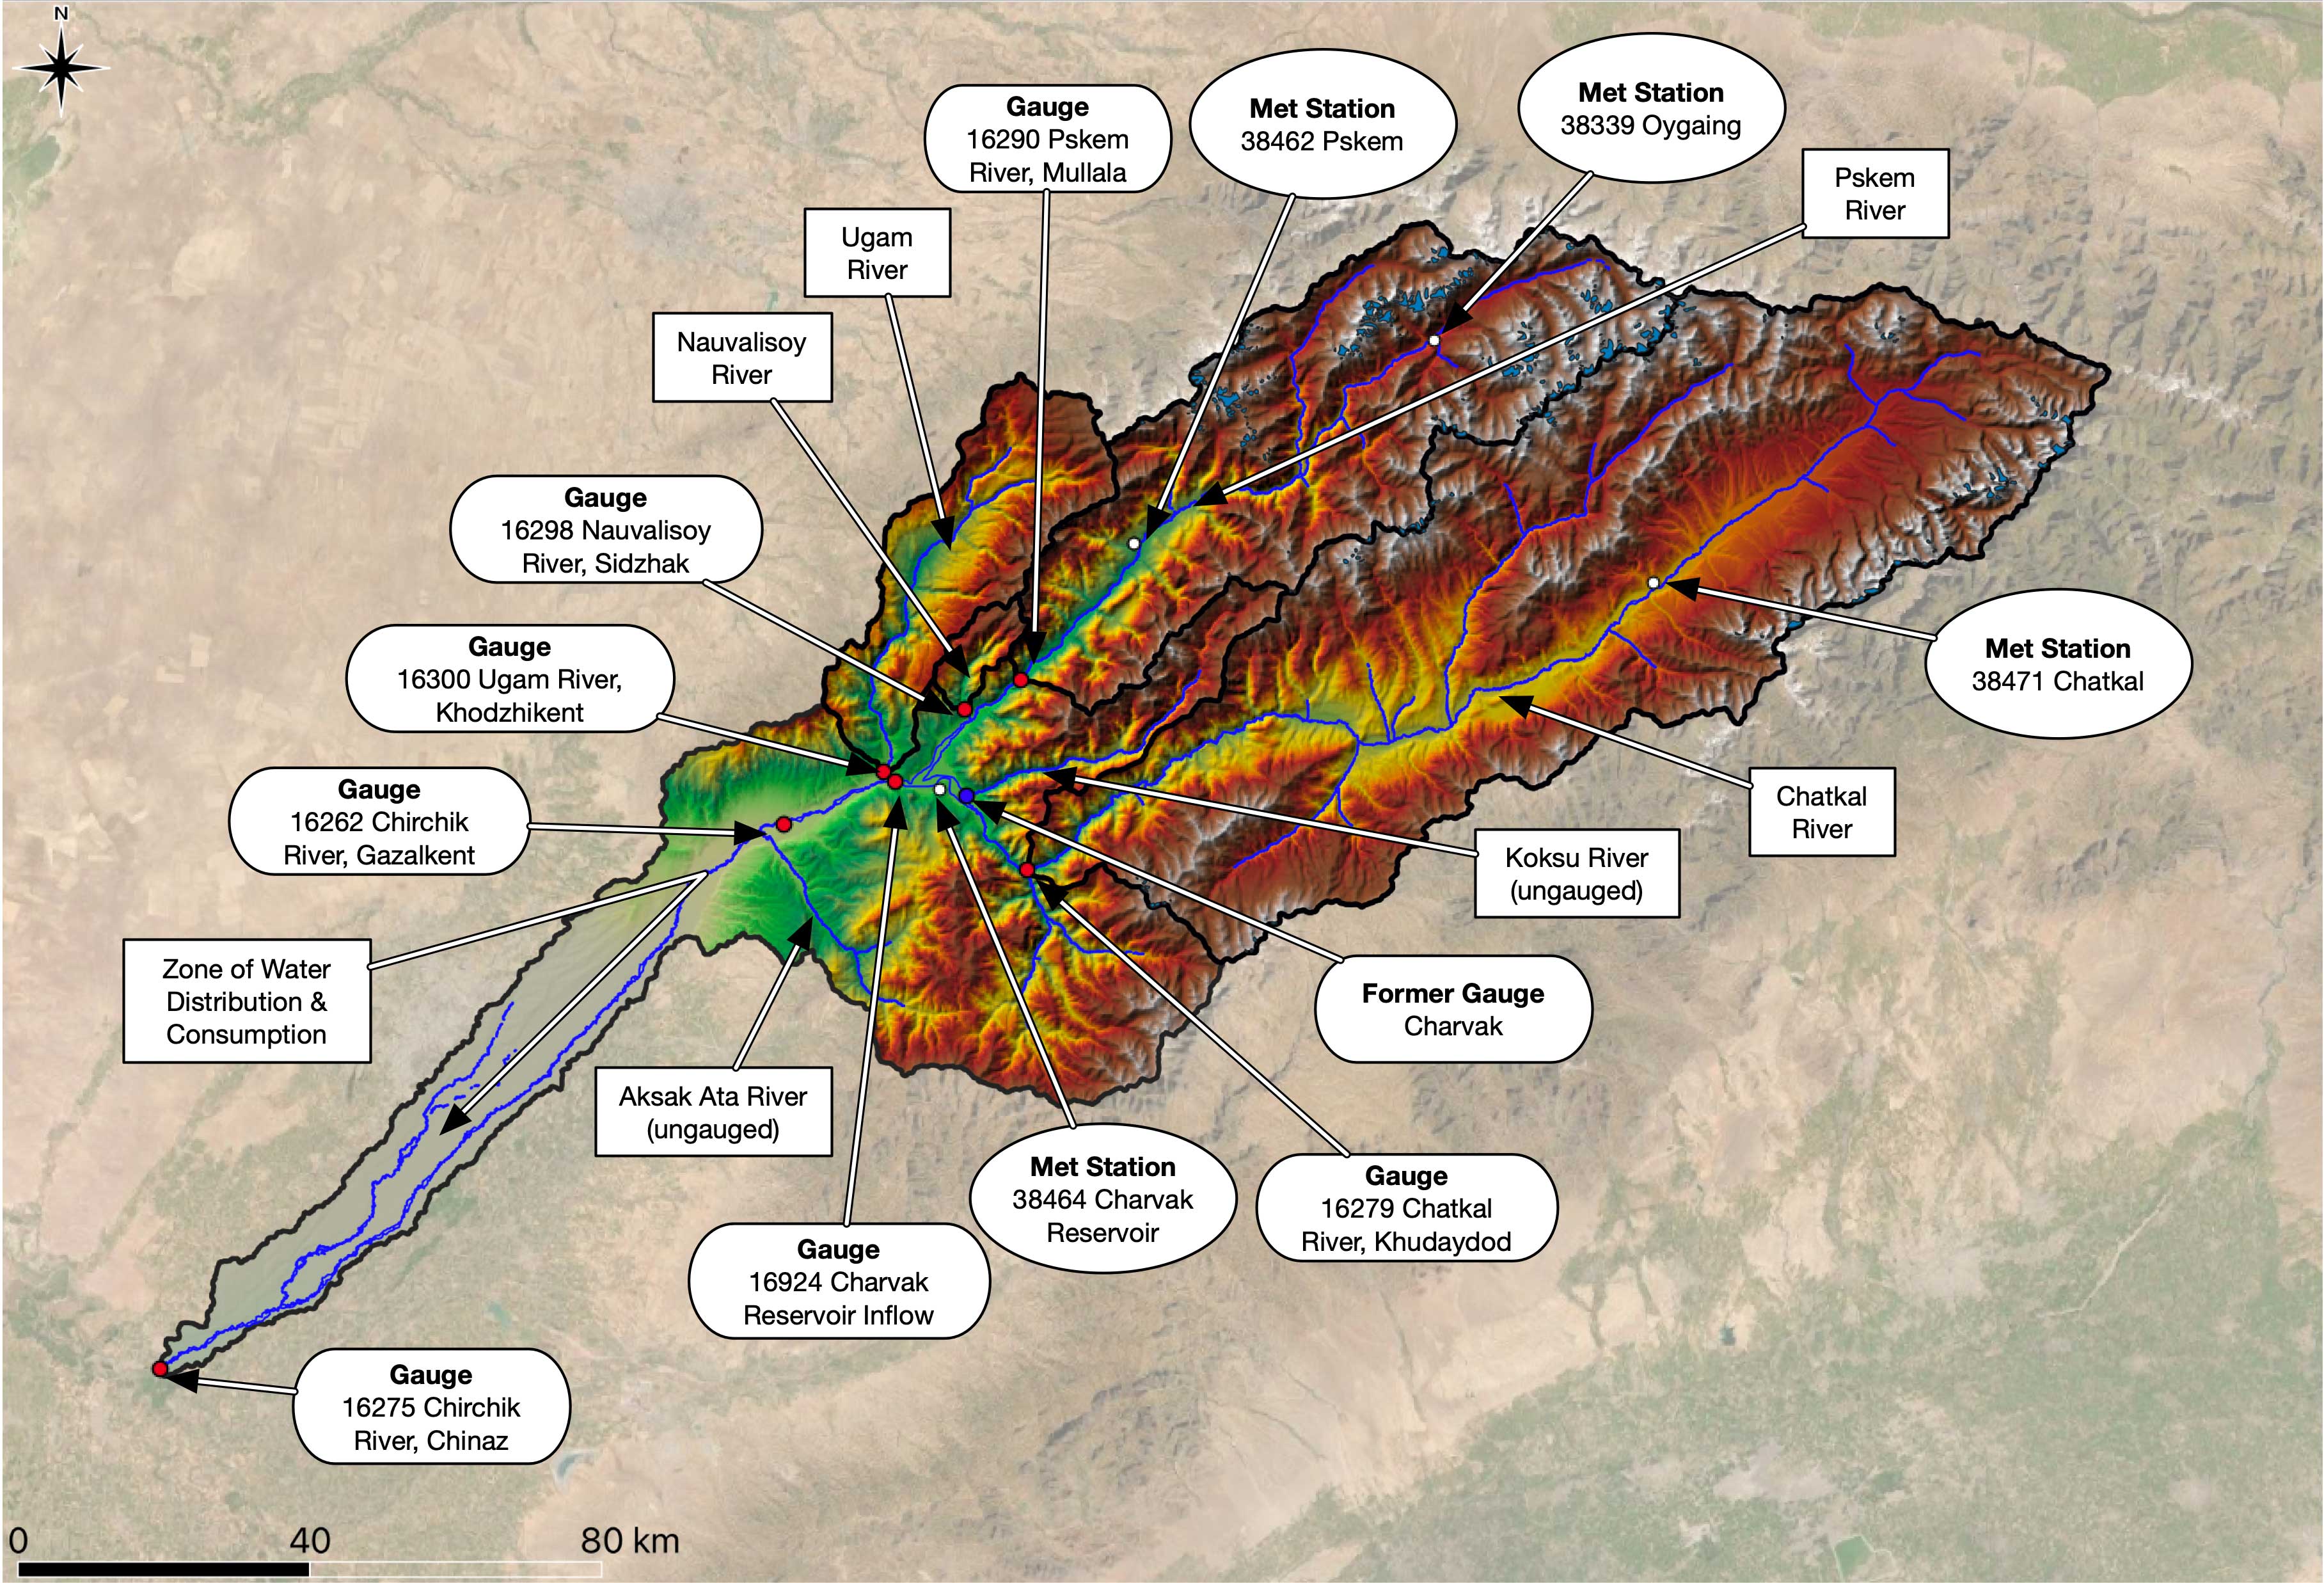 N
Gauge
16290 Pskem
River, Mullala
Met Station
38462 Pskem
Met Station
38339 Oygaing
Pskem
River
Ugam
River
Nauvalisoy
River
Gauge
16298 Nauvalisoy
River, Sidzhak
Gauge
16300 Ugam River,
Khodzhikent
Met Station
38471 Chatkal
Gauge
16262 Chirchik
River, Gazalkent
Chatkal
River
Koksu River
(ungauged)
Zone of Water
Distribution &
Consumption
Former Gauge
Charvak
Aksak Ata River
(ungauged)
Met Station
38464 Charvak
Reservoir
Gauge
16279 Chatkal
River, Khudaydod
Gauge
16924 Charvak
Reservoir Inflow
Gauge
16275 Chirchik
River, Chinaz
0 40 80 km